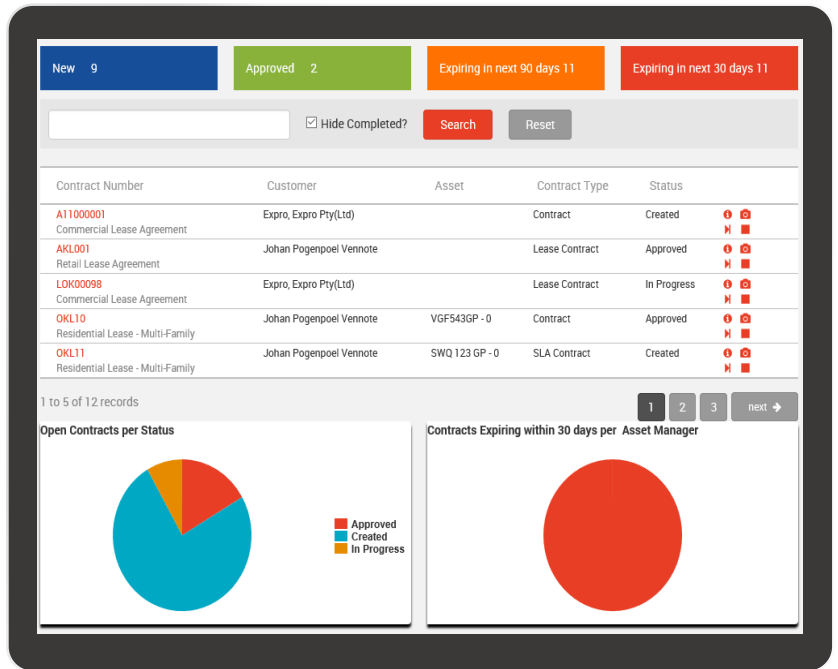 New 9
Approved 2
Expiring in next 90 days 11
Expiring in next 30 days 11
Hide Completed?
Search
Reset
Contract Number Customer Asset Contract Type Status
A11000001 Expro, Expro Pty(Ltd) Contract Created
Commercial Lease Agreement
AKL001 Johan Pogenpoel Vennote Lease Contract Approved
Retail Lease Agreement
LOK00098 Expro, Expro Pty(Ltd) Lease Contract In Progress
Commercial Lease Agreement
OKL10 Johan Pogenpoel Vennote VGF543GP - 0 Contract Approved
Residential Lease - Multi-Family
OKL11 Johan Pogenpoel Vennote SWQ 123 GP - 0 SLA Contract Created
Residential Lease - Multi-Family
1 to 5 of 12 records
1 2 3 next
Open Contracts per Status
Approved
Created
In Progress
Contracts Expiring within 30 days per Asset Manager